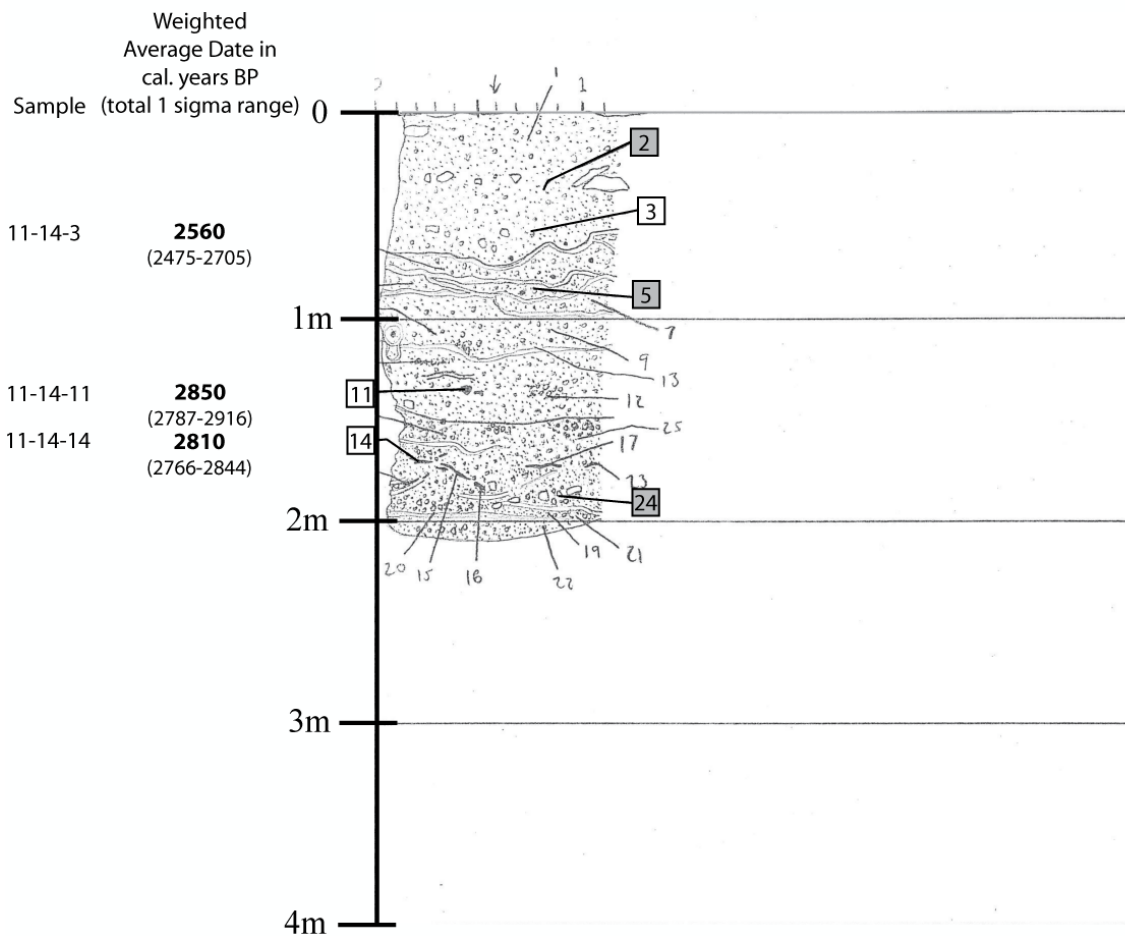 Weighted
Average Date in
cal. years BP
Sample (total 1 sigma range)
0
1
1
2
3
11-14-3 2560
(2475-2705)
5
1m
7
9
13
11-14-11 2850
11
12
(2787-2916)
11-14-14 2810
14
25
17
(2766-2844)
23
24
2m
20 15 16 22 19 21
3m
4m